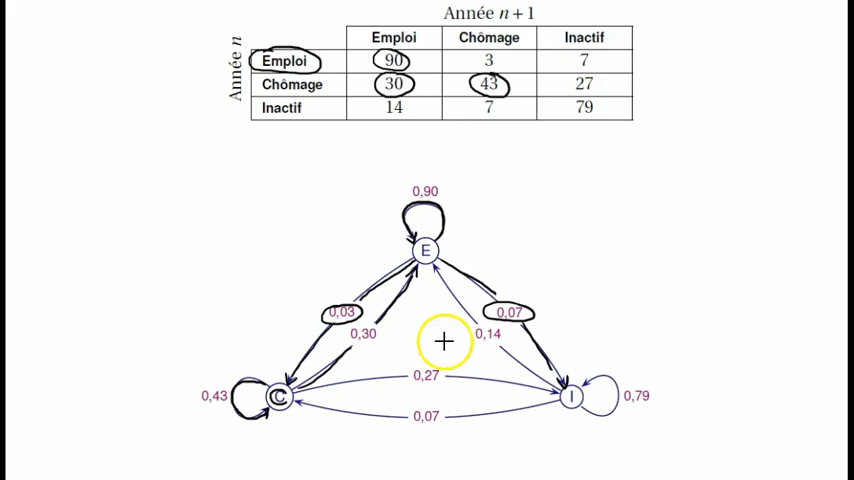 Année n+1
Emploi Chômage Inactif
Année n
Emploi 90 3 7
Chômage 30 43 27
Inactif 14 7 79
0,90
E
0,03 0,07
0,30 0,14
0,27
0,43 C I 0,79
0,07